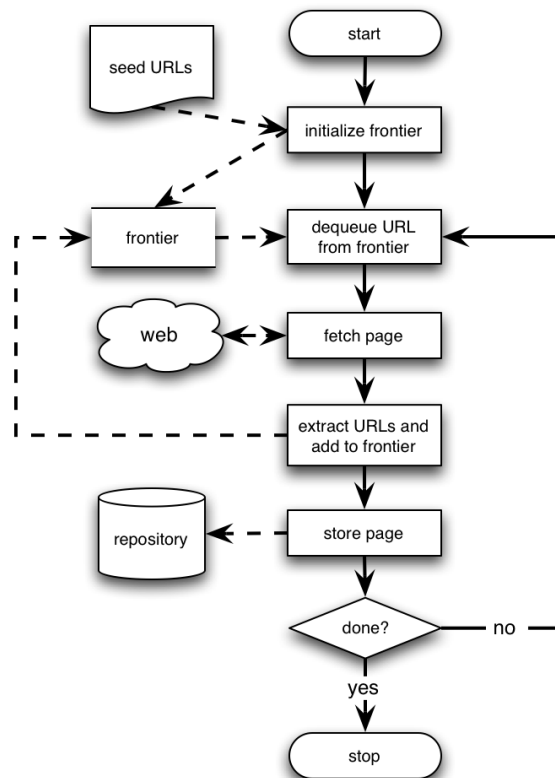 start
seed URLs
initialize frontier
frontier
dequeue URL
from frontier
web
fetch page
extract URLs and
add to frontier
repository
store page
done?
no
yes
stop